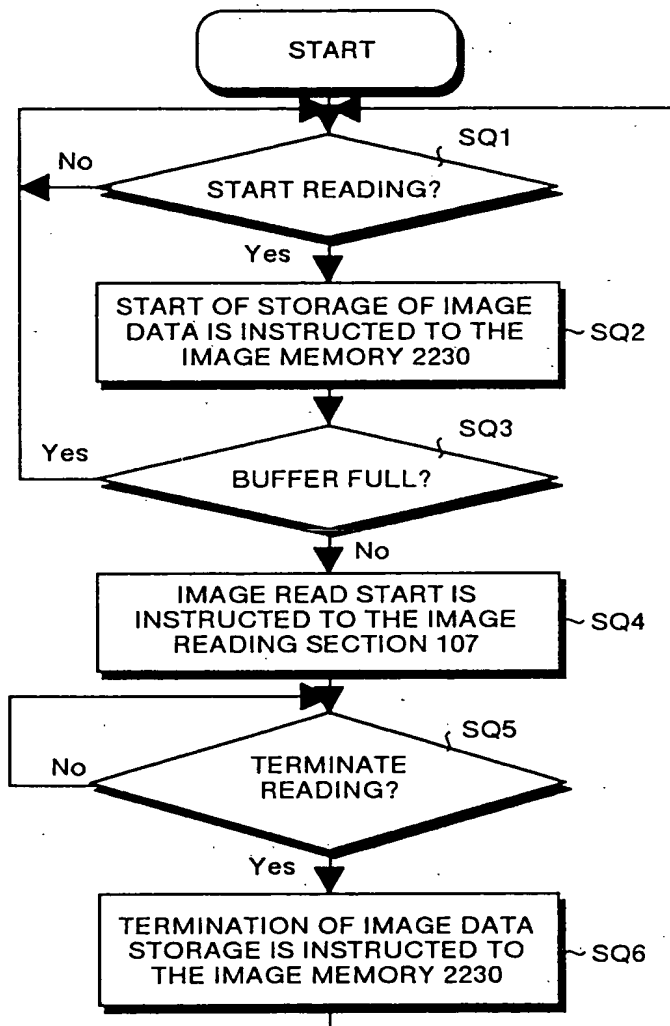 START
SQ1
No
START READING?
Yes
START OF STORAGE OF IMAGE
DATA IS INSTRUCTED TO THE
IMAGE MEMORY 2230
SQ2
SQ3
Yes
BUFFER FULL?
No
IMAGE READ START IS
INSTRUCTED TO THE IMAGE
READING SECTION 107
SQ4
SQ5
No
TERMINATE
READING?
Yes
TERMINATION OF IMAGE DATA
STORAGE IS INSTRUCTED TO
THE IMAGE MEMORY 2230
SQ6